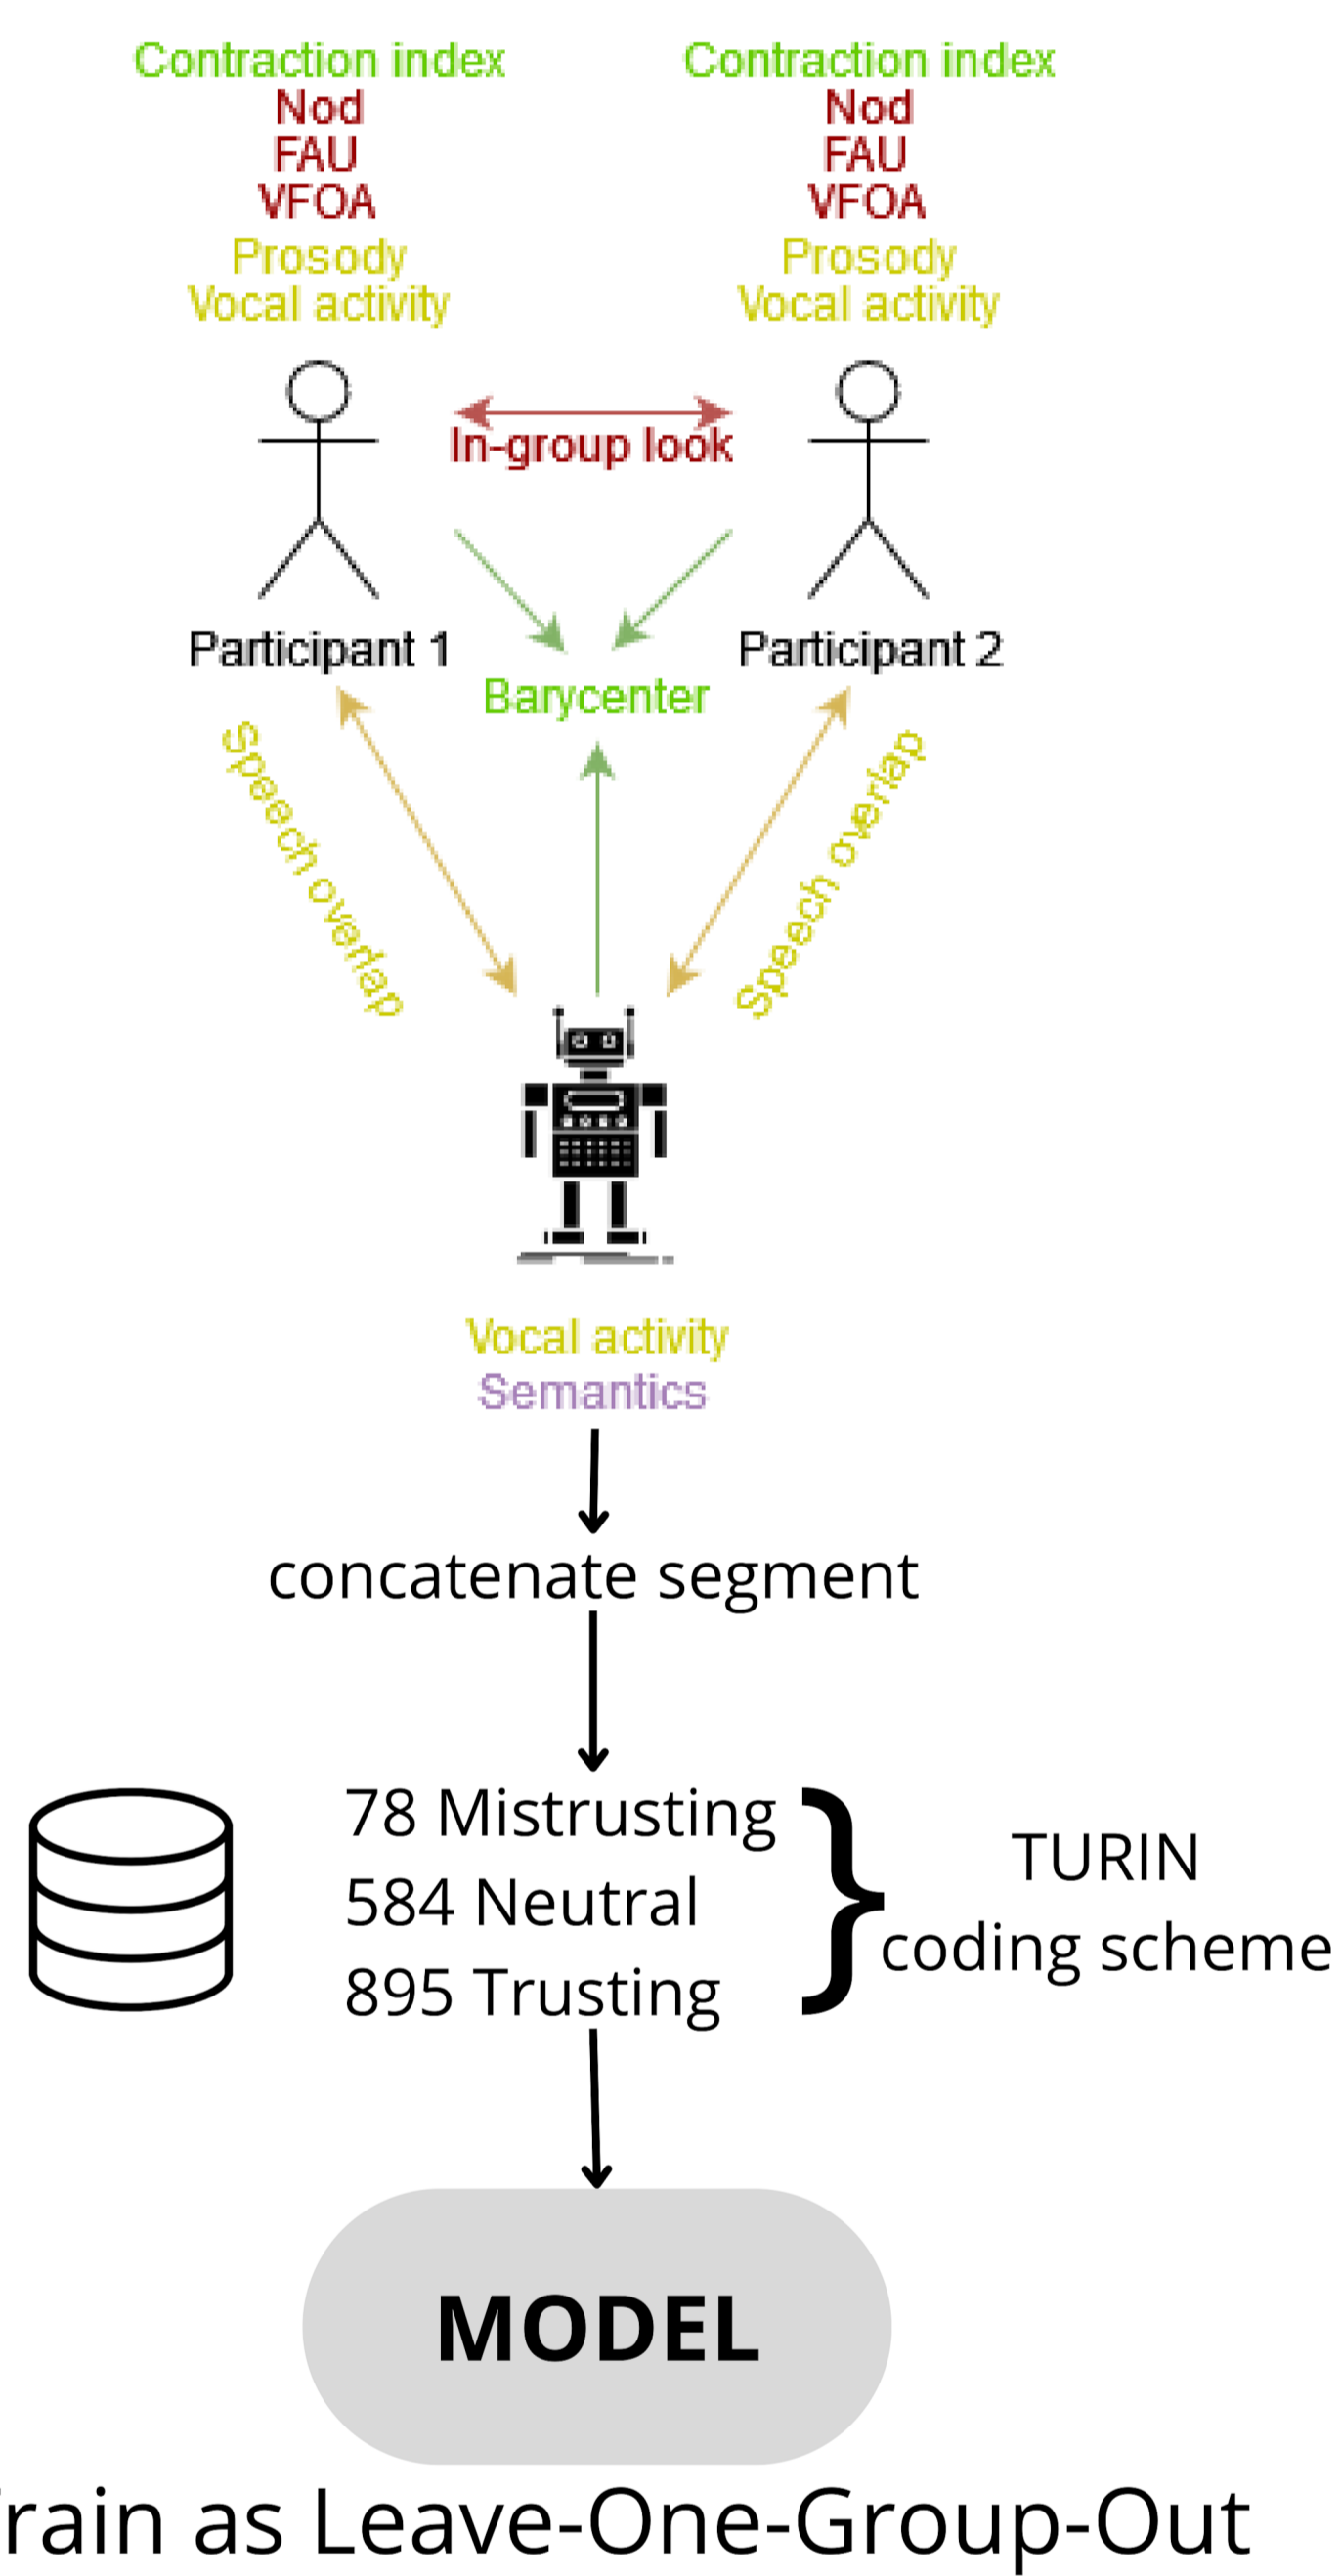 Contraction index
Nod
FAU
VFOA
Prosody
Vocal activity
Contraction index
Nod
FAU
VFOA
Prosody
Vocal activity
In-group look
Participant 1
Participant 2
Barycenter
Speech overlap
Speech overlap
Vocal activity
Semantics
concatenate segment
78 Mistrusting
584 Neutral
895 Trusting
}
TURIN
coding scheme
MODEL
rain as Leave-One-Group-Out